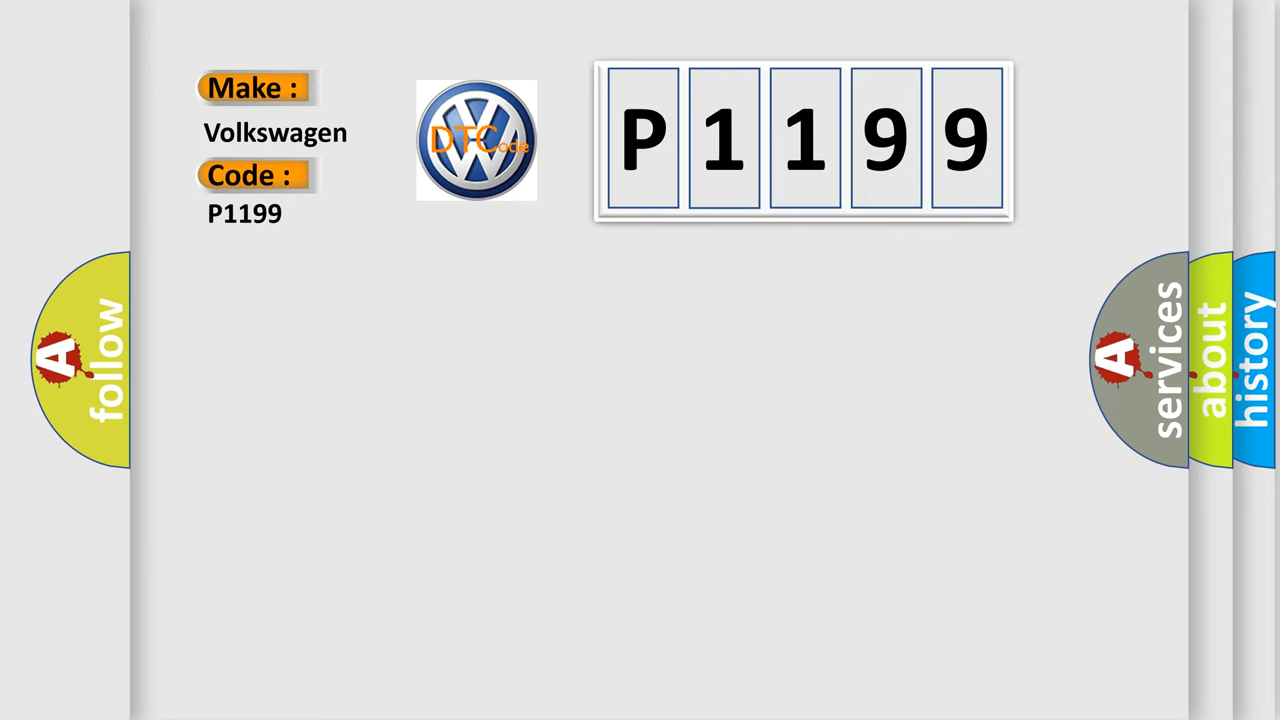 Make :
Volkswagen
Code :
P1199
DTCode
P 1 1 9 9
A follow
A services
about
history